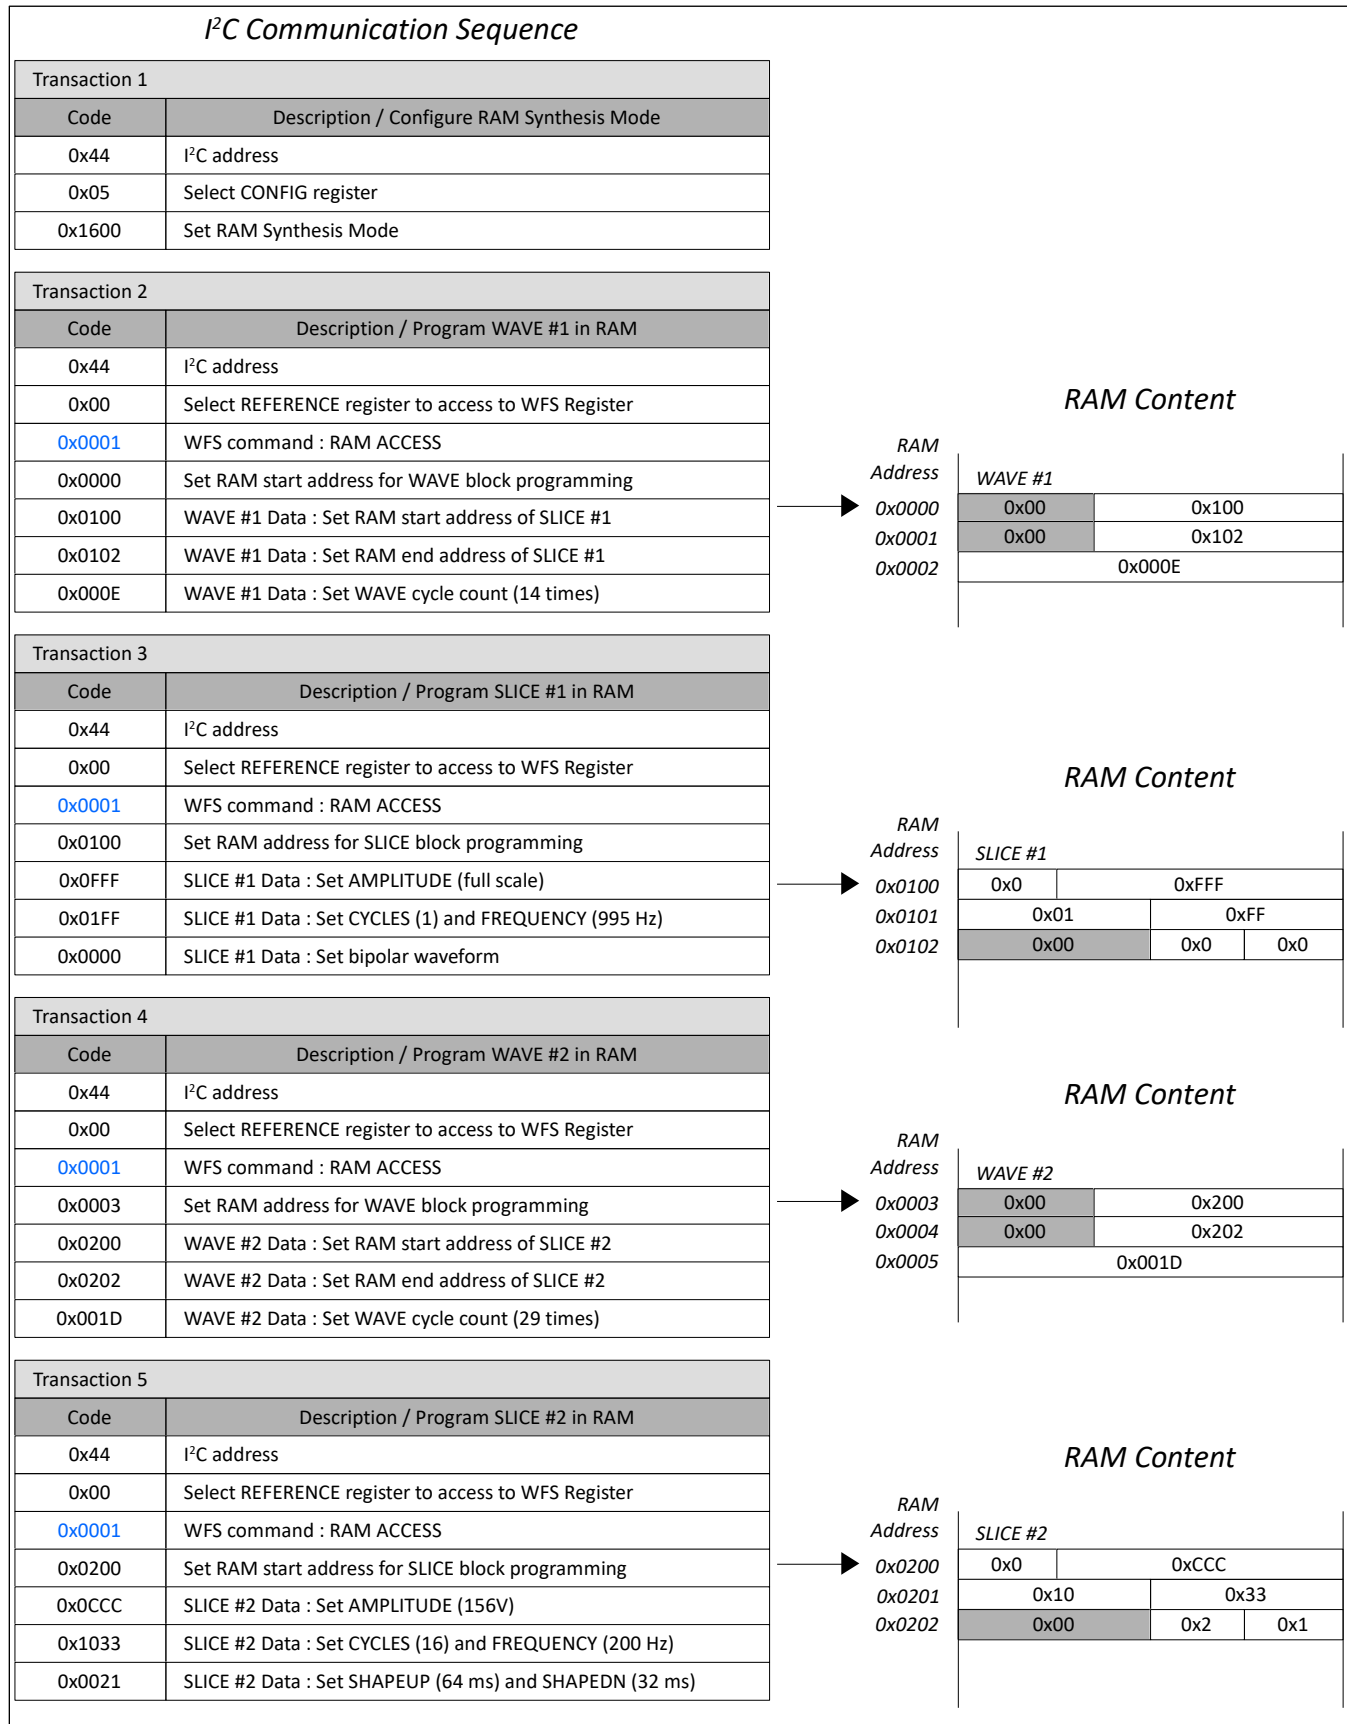 I²C Communication Sequence
Transaction 1
Code Description / Configure RAM Synthesis Mode
0x44 I²C address
0x05 Select CONFIG register
0x1600 Set RAM Synthesis Mode
Transaction 2
Code Description / Program WAVE #1 in RAM
0x44 I²C address
0x00 Select REFERENCE register to access to WFS Register
0x0001 WFS command : RAM ACCESS
0x0000 Set RAM start address for WAVE block programming
0x0100 WAVE #1 Data : Set RAM start address of SLICE #1
0x0102 WAVE #1 Data : Set RAM end address of SLICE #1
0x000E WAVE #1 Data : Set WAVE cycle count (14 times)
RAM Content
RAM
Address WAVE #1
0x0000 0x00 0x100
0x0001 0x00 0x102
0x0002 0x000E
Transaction 3
Code Description / Program SLICE #1 in RAM
0x44 I²C address
0x00 Select REFERENCE register to access to WFS Register
0x0001 WFS command : RAM ACCESS
0x0100 Set RAM address for SLICE block programming
0x0FFF SLICE #1 Data : Set AMPLITUDE (full scale)
0x01FF SLICE #1 Data : Set CYCLES (1) and FREQUENCY (995 Hz)
0x0000 SLICE #1 Data : Set bipolar waveform
RAM Content
RAM
Address SLICE #1
0x0100 0x0 0xFFF
0x0101 0x01 0xFF
0x0102 0x00 0x0 0x0
Transaction 4
Code Description / Program WAVE #2 in RAM
0x44 I²C address
0x00 Select REFERENCE register to access to WFS Register
0x0001 WFS command : RAM ACCESS
0x0003 Set RAM address for WAVE block programming
0x0200 WAVE #2 Data : Set RAM start address of SLICE #2
0x0202 WAVE #2 Data : Set RAM end address of SLICE #2
0x001D WAVE #2 Data : Set WAVE cycle count (29 times)
RAM Content
RAM
Address WAVE #2
0x0003 0x00 0x200
0x0004 0x00 0x202
0x0005 0x001D
Transaction 5
Code Description / Program SLICE #2 in RAM
0x44 I²C address
0x00 Select REFERENCE register to access to WFS Register
0x0001 WFS command : RAM ACCESS
0x0200 Set RAM start address for SLICE block programming
0x0CCC SLICE #2 Data : Set AMPLITUDE (156V)
0x1033 SLICE #2 Data : Set CYCLES (16) and FREQUENCY (200 Hz)
0x0021 SLICE #2 Data : Set SHAPEUP (64 ms) and SHAPEDN (32 ms)
RAM Content
RAM
Address SLICE #2
0x0200 0x0 0xCCC
0x0201 0x10 0x33
0x0202 0x00 0x2 0x1